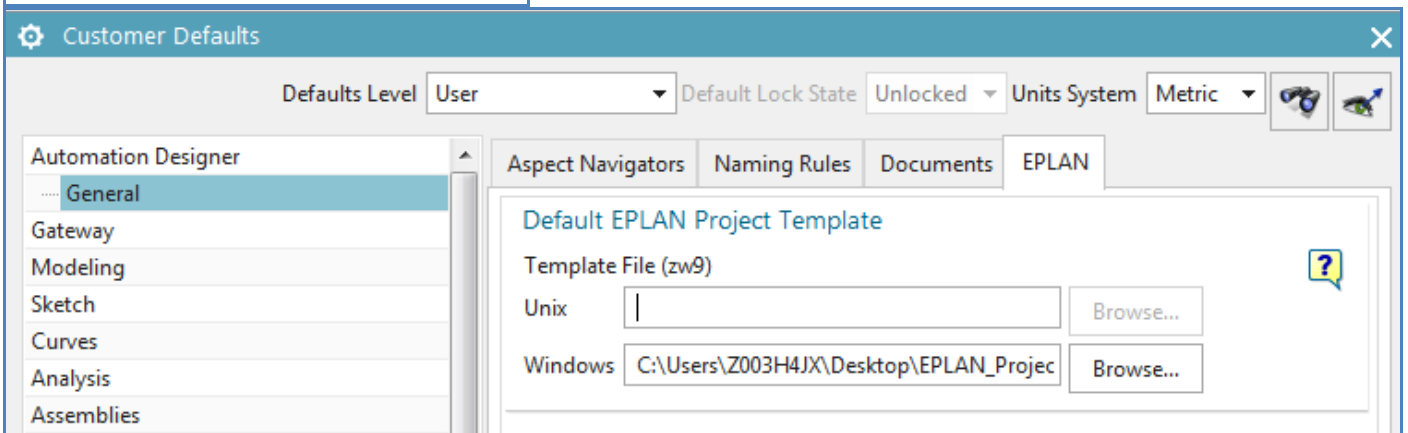 Customer Defaults
Defaults Level User Default Lock State Unlocked Units System Metric
Automation Designer
General
Gateway
Modeling
Sketch
Curves
Analysis
Assemblies
Aspect Navigators Naming Rules Documents EPLAN
Default EPLAN Project Template
Template File (zw9)
?
Unix Browse...
Windows C:\Users\Z003H4JX\Desktop\EPLAN_Projec Browse...